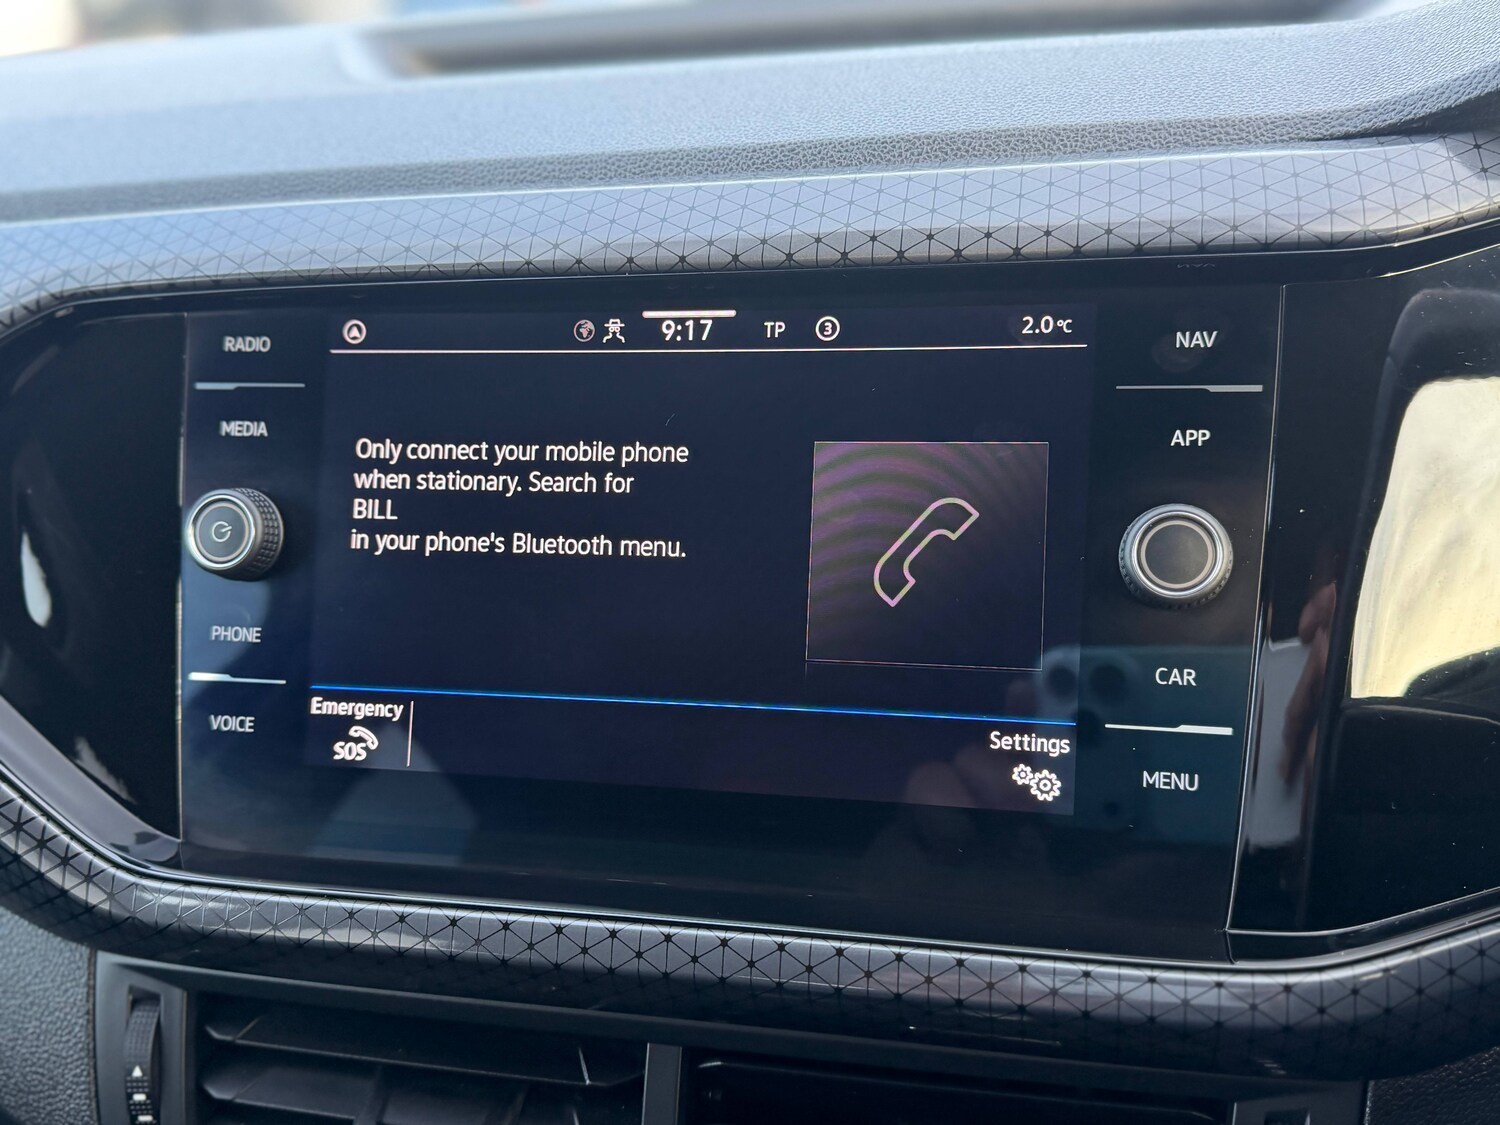 RADIO
MEDIA
PHONE
VOICE
9:17 TP 3 2.0°C
Only connect your mobile phone
when stationary. Search for
BILL
in your phone's Bluetooth menu.
Emergency
SOS
Settings
NAV
APP
CAR
MENU